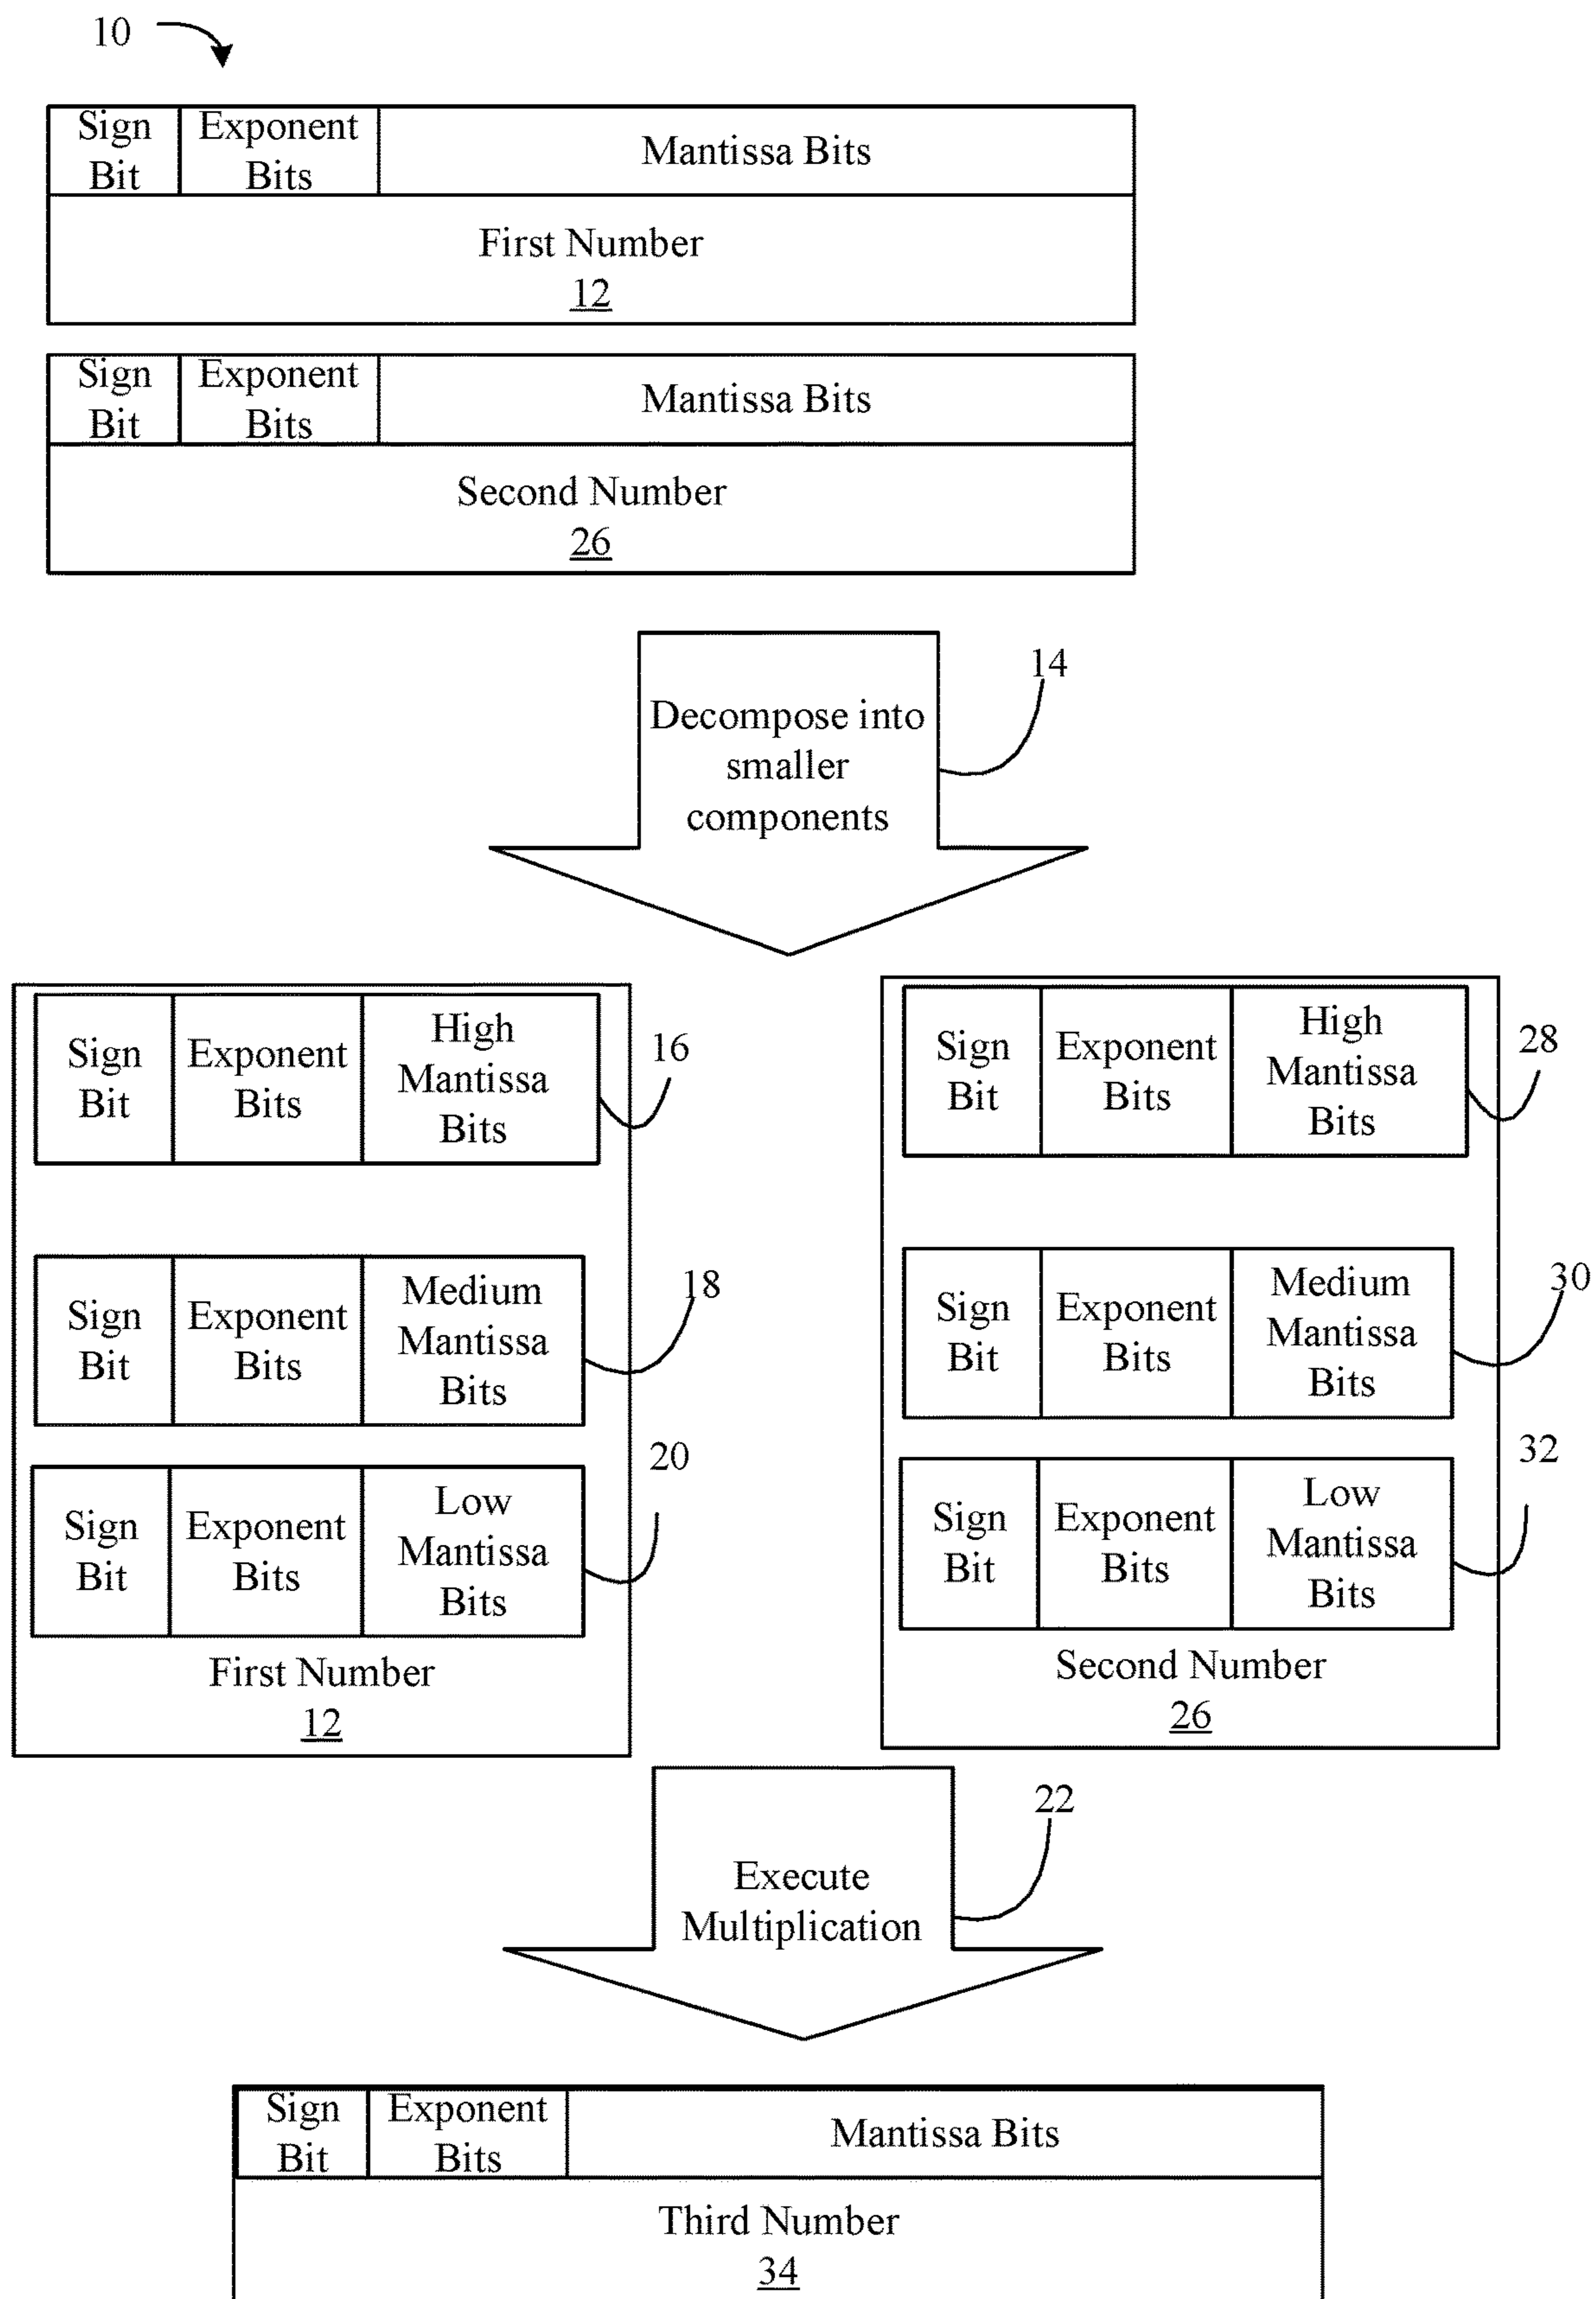 10
Sign
Bit
Exponent
Bits
Mantissa Bits
First Number
12
Sign
Bit
Exponent
Bits
Mantissa Bits
Second Number
26
14
Decompose into
smaller
components
Sign
Bit
Exponent
Bits
High
Mantissa
Bits
16
Sign
Bit
Exponent
Bits
Medium
Mantissa
Bits
18
Sign
Bit
Exponent
Bits
Low
Mantissa
Bits
20
First Number
12
Sign
Bit
Exponent
Bits
High
Mantissa
Bits
28
Sign
Bit
Exponent
Bits
Medium
Mantissa
Bits
30
Sign
Bit
Exponent
Bits
Low
Mantissa
Bits
32
Second Number
26
22
Execute
Multiplication
Sign
Bit
Exponent
Bits
Mantissa Bits
Third Number
34